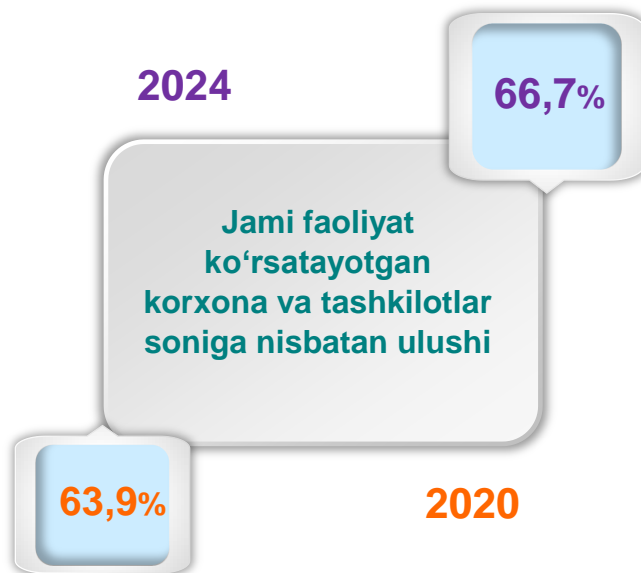 2024
66,7%
Jami faoliyat
ko‘rsatayotgan
korxona va tashkilotlar
soniga nisbatan ulushi
63,9%
2020